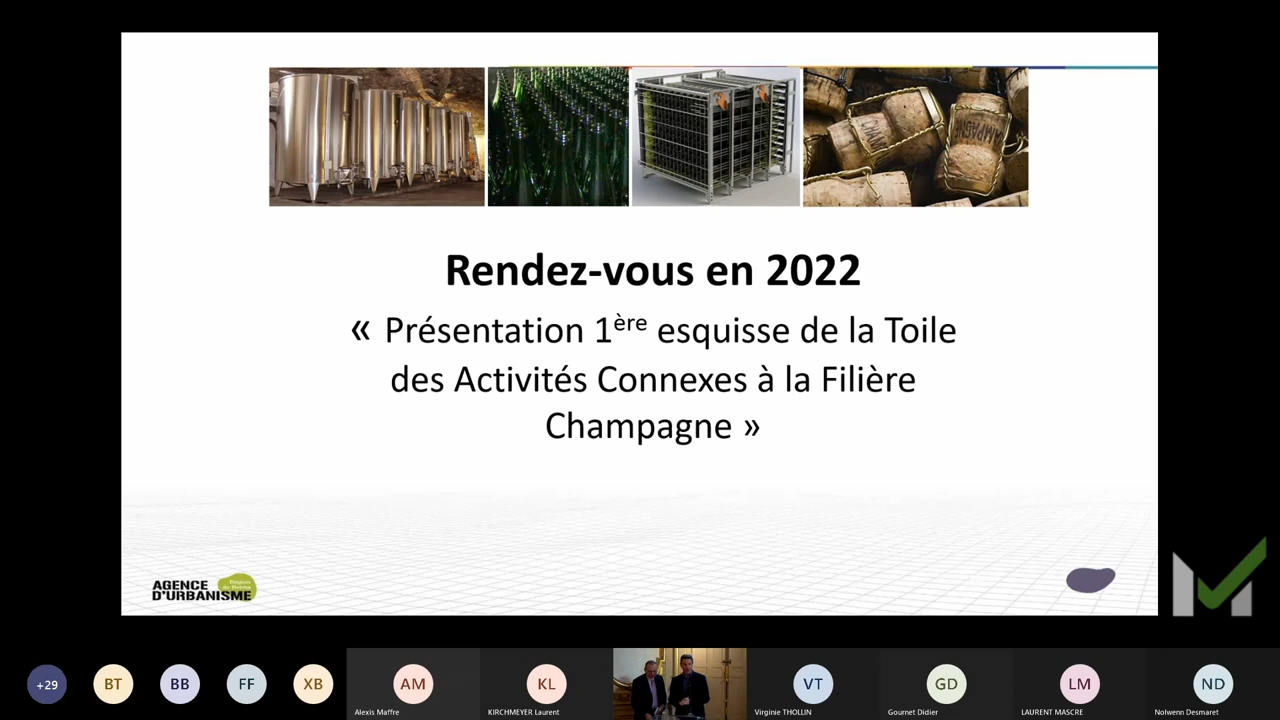 Rendez-vous en 2022
« Présentation 1ère esquisse de la Toile
des Activités Connexes à la Filière
Champagne »
AGENCE
D'URBANISME
+29
BT
BB
FF
XB
AM
KL
VT
GD
LM
ND
Alexis Maffre
KIRCHMEYER Laurent
Virginie THOLLIN
Gournet Didier
LAURENT MASCRE
Nolwenn Desmaret